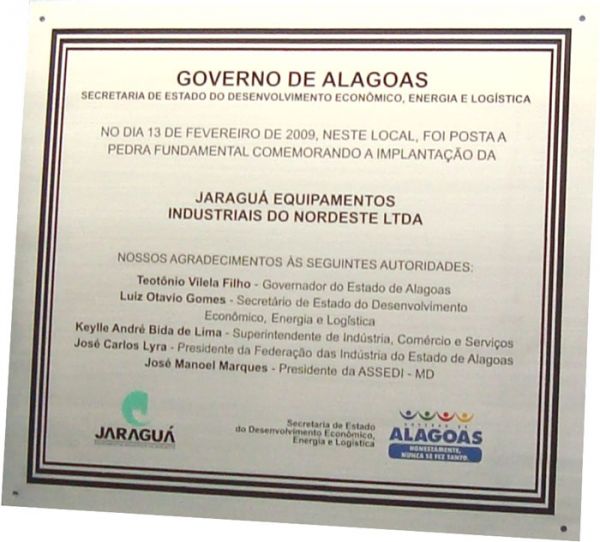 GOVERNO DE ALAGOAS
SECRETARIA DE ESTADO DO DESENVOLVIMENTO ECONÔMICO, ENERGIA E LOGÍSTICA
NO DIA 13 DE FEVEREIRO DE 2009, NESTE LOCAL, FOI POSTA A
PEDRA FUNDAMENTAL COMEMORANDO A IMPLANTAÇÃO DA
JARAGUÁ EQUIPAMENTOS
INDUSTRIAIS DO NORDESTE LTDA
NOSSOS AGRADECIMENTOS ÀS SEGUINTES AUTORIDADES:
Teotônio Vilela Filho - Governador do Estado de Alagoas
Luiz Otavio Gomes - Secretário de Estado do Desenvolvimento
Econômico, Energia e Logística
Keylle André Bida de Lima - Superintendente de Indústria, Comércio e Serviços
José Carlos Lyra - Presidente da Federação das Indústria do Estado de Alagoas
José Manoel Marques - Presidente da ASSEDI - MD
JARAGUÁ
Secretaria de Estado
do Desenvolvimento Econômico,
Energia e Logística
GOVERNO DE
ALAGOAS
HONESTAMENTE,
NUNCA SE FEZ TANTO.